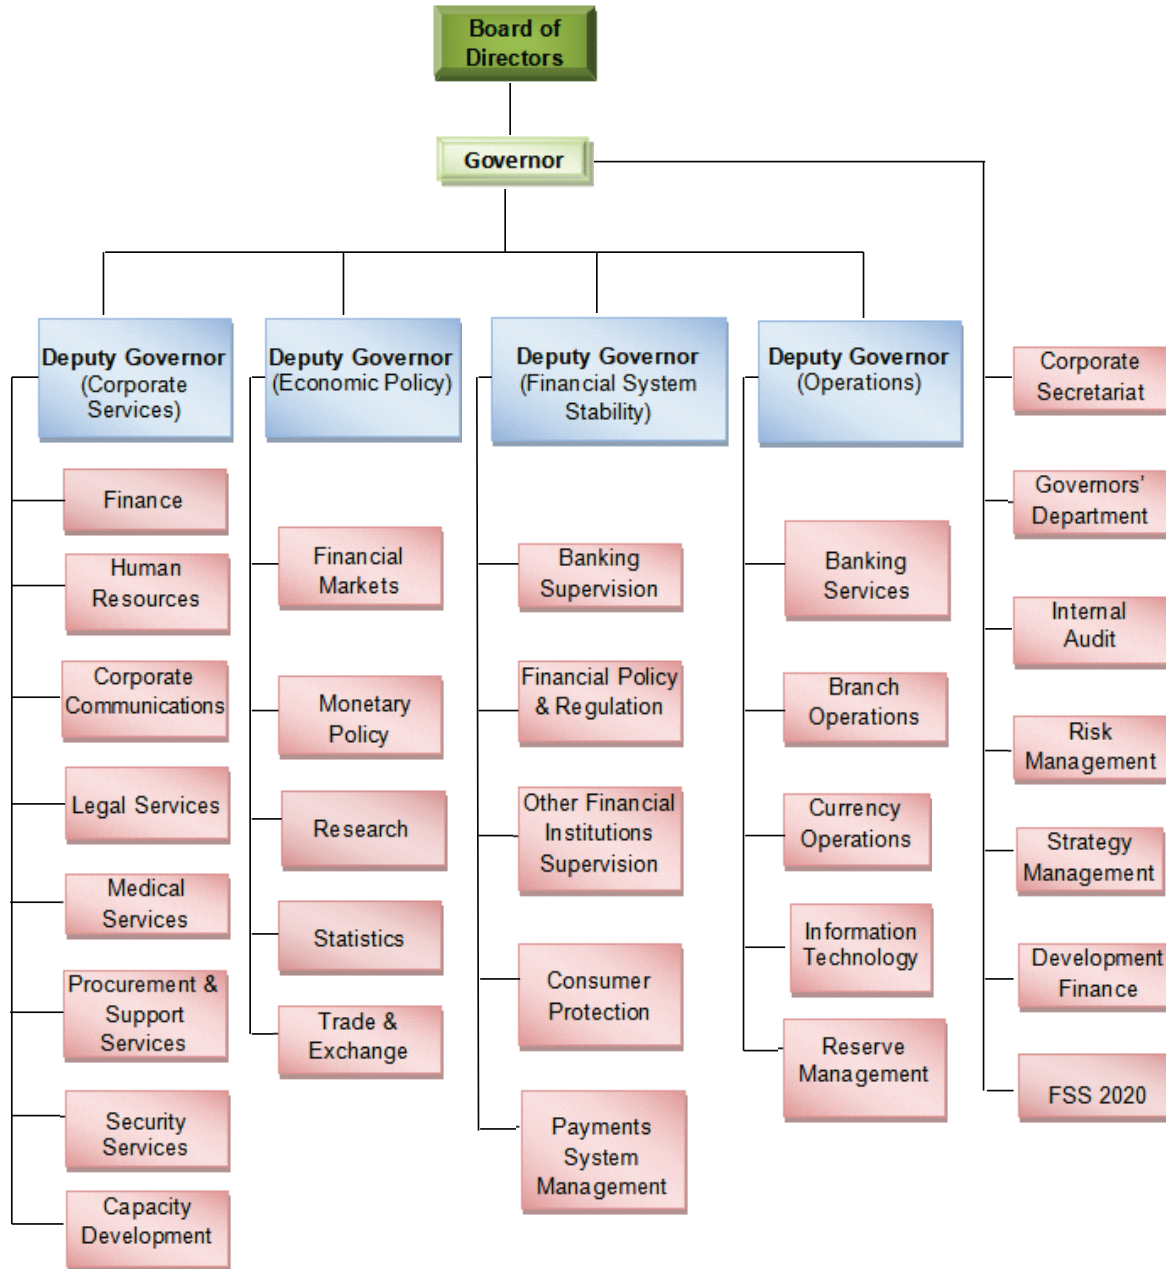 Board of
Directors
Governor
Deputy Governor
(Corporate
Services)
Deputy Governor
(Economic Policy)
Deputy Governor
(Financial System
Stability)
Deputy Governor
(Operations)
Finance
Human
Resources
Corporate
Communications
Legal Services
Medical
Services
Procurement &
Support
Services
Security
Services
Capacity
Development
Financial
Markets
Monetary
Policy
Research
Statistics
Trade &
Exchange
Banking
Supervision
Financial Policy
& Regulation
Other Financial
Institutions
Supervision
Consumer
Protection
Payments
System
Management
Banking
Services
Branch
Operations
Currency
Operations
Information
Technology
Reserve
Management
Corporate
Secretariat
Governors’
Department
Internal
Audit
Risk
Management
Strategy
Management
Development
Finance
FSS 2020